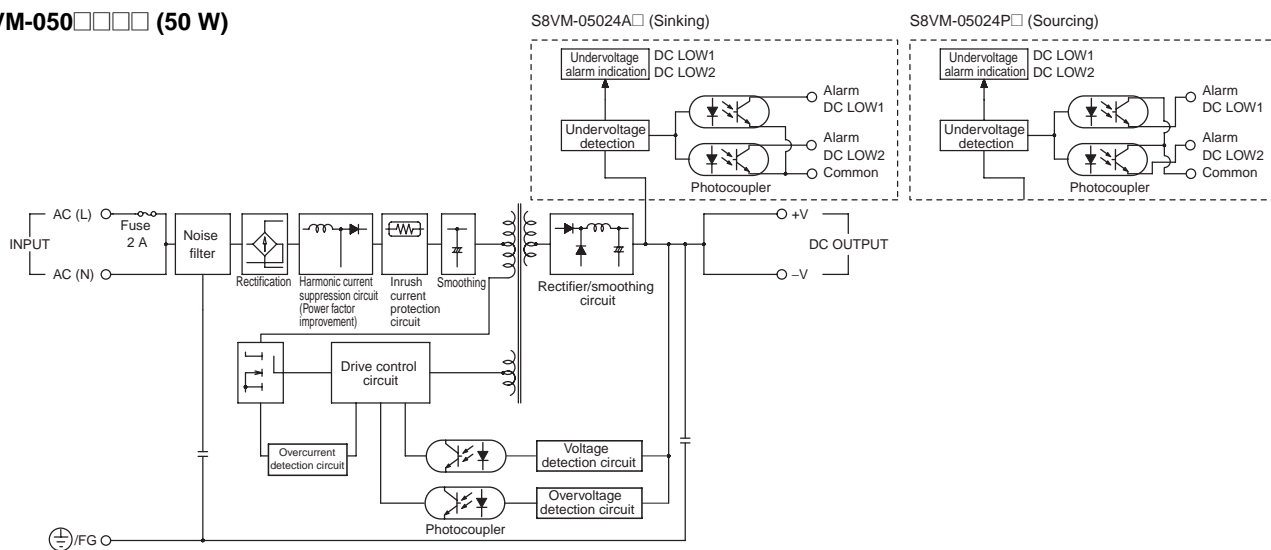 VM-050□□□□ (50 W)
S8VM-05024A□ (Sinking)
Undervoltage
alarm indication
DC LOW1
DC LOW2
Undervoltage
detection
Photocoupler
Alarm
DC LOW1
Alarm
DC LOW2
Common
S8VM-05024P□ (Sourcing)
Undervoltage
alarm indication
DC LOW1
DC LOW2
Undervoltage
detection
Photocoupler
Alarm
DC LOW1
Alarm
DC LOW2
Common
INPUT
AC (L)
AC (N)
Fuse
2 A
Noise
filter
Rectification
Harmonic current
suppression circuit
(Power factor
improvement)
Inrush
current
protection
circuit
Smoothing
Rectifier/smoothing
circuit
+V
DC OUTPUT
–V
Drive control
circuit
Overcurrent
detection circuit
Voltage
detection circuit
Overvoltage
detection circuit
Photocoupler
/FG